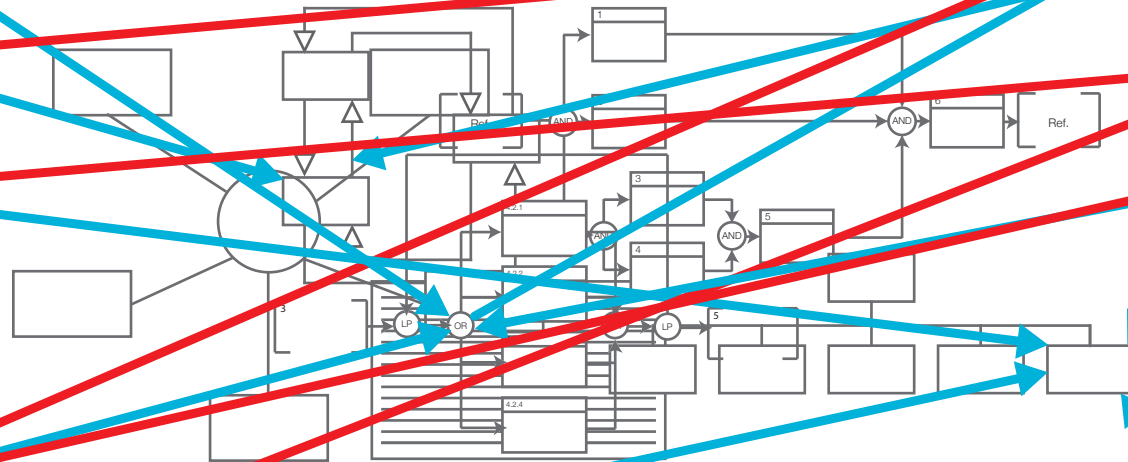 1
AND
6
AND
Ref.
Ref.
3
4.2.1
5
AND
AND
4
4.2.2
3
LP
OR
LP
5
4.2.4